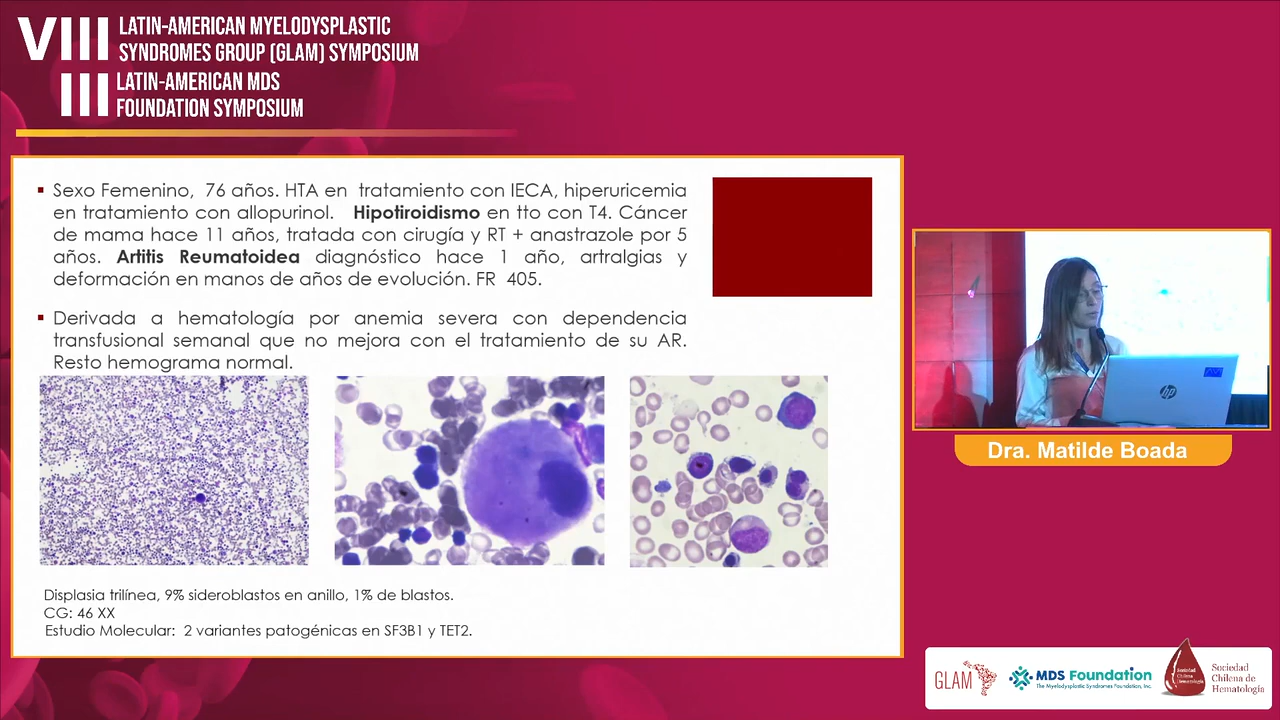 VIII LATIN-AMERICAN MYELODYSPLASTIC
SYNDROMES GROUP (GLAM) SYMPOSIUM
III LATIN-AMERICAN MDS
FOUNDATION SYMPOSIUM
▪ Sexo Femenino, 76 años. HTA en tratamiento con IECA, hiperuricemia
en tratamiento con allopurinol. Hipotiroidismo en tto con T4. Cáncer
de mama hace 11 años, tratada con cirugía y RT + anastrazole por 5
años. Artitis Reumatoidea diagnóstico hace 1 año, artralgias y
deformación en manos de años de evolución. FR 405.
▪ Derivada a hematología por anemia severa con dependencia
transfusional semanal que no mejora con el tratamiento de su AR.
Resto hemograma normal.
Displasia trilínea, 9% sideroblastos en anillo, 1% de blastos.
CG: 46 XX
Estudio Molecular: 2 variantes patogénicas en SF3B1 y TET2.
hp
Dra. Matilde Boada
GLAM
MDS Foundation
The Myelodysplastic Syndromes Foundation, Inc.
Sociedad
Chilena de
Hematología
Sociedad
Chilena de
Hematología